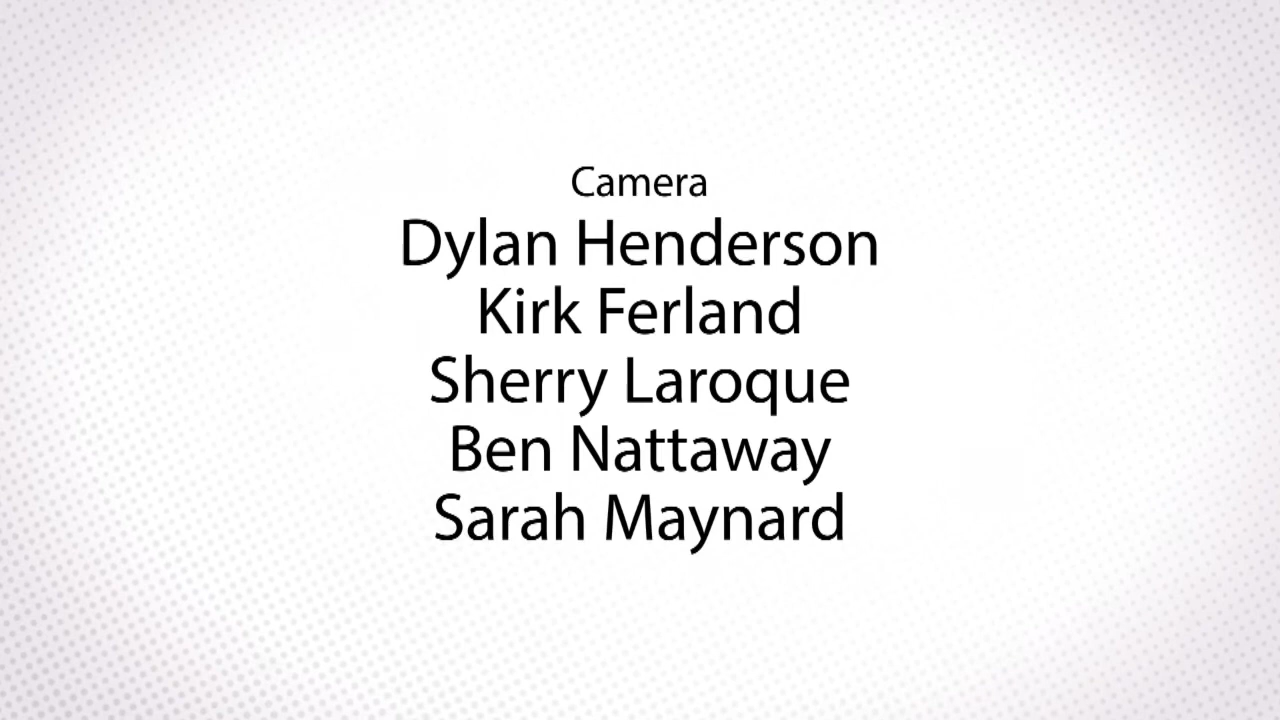 Camera
Dylan Henderson
Kirk Ferland
Sherry Laroque
Ben Nattaway
Sarah Maynard